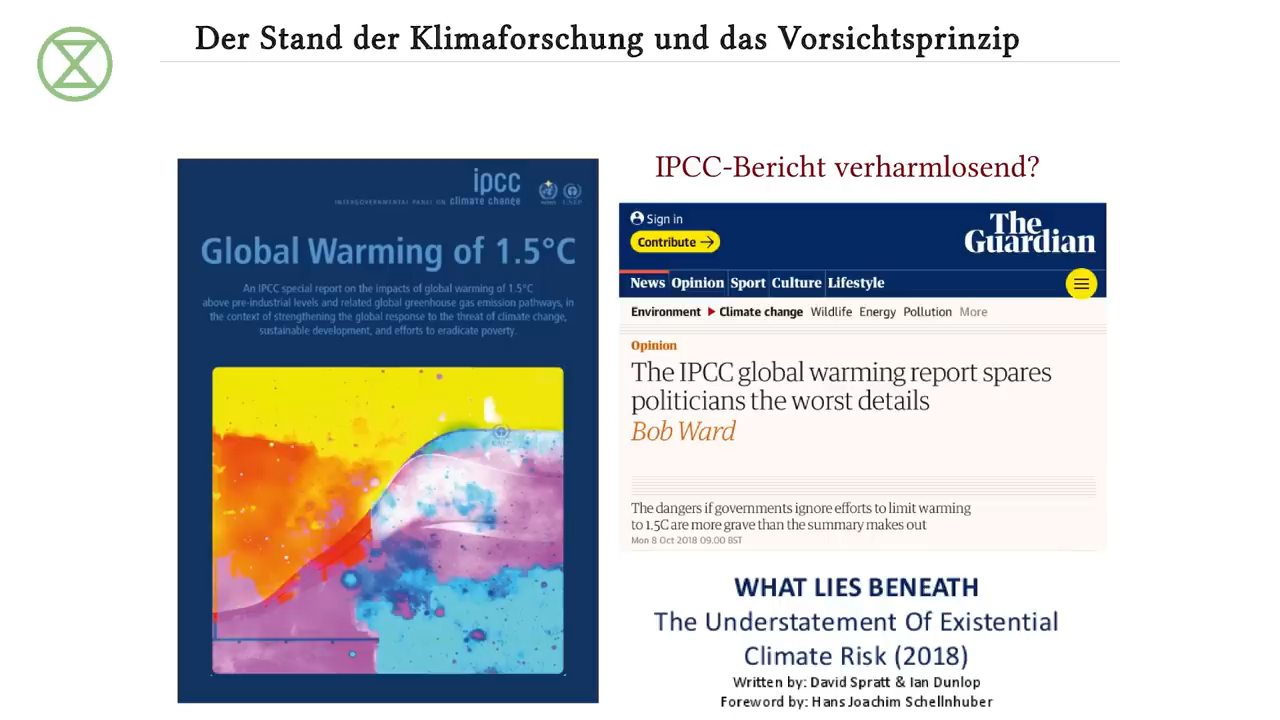 Der Stand der Klimaforschung und das Vorsichtsprinzip
ipcc
INTERGOVERNMENTAL PANEL ON climate change
WMO UNEP
Global Warming of 1.5°C
An IPCC special report on the impacts of global warming of 1.5°C
above pre-industrial levels and related global greenhouse gas emission pathways, in
the context of strengthening the global response to the threat of climate change,
sustainable development, and efforts to eradicate poverty.
IPCC-Bericht verharmlosend?
Sign in
The
Guardian
Contribute →
News Opinion Sport Culture Lifestyle
Environment ▶ Climate change Wildlife Energy Pollution More
Opinion
The IPCC global warming report spares
politicians the worst details
Bob Ward
The dangers if governments ignore efforts to limit warming
to 1.5C are more grave than the summary makes out
Mon 8 Oct 2018 09.00 BST
WHAT LIES BENEATH
The Understatement Of Existential
Climate Risk (2018)
Written by: David Spratt & Ian Dunlop
Foreword by: Hans Joachim Schellnhuber